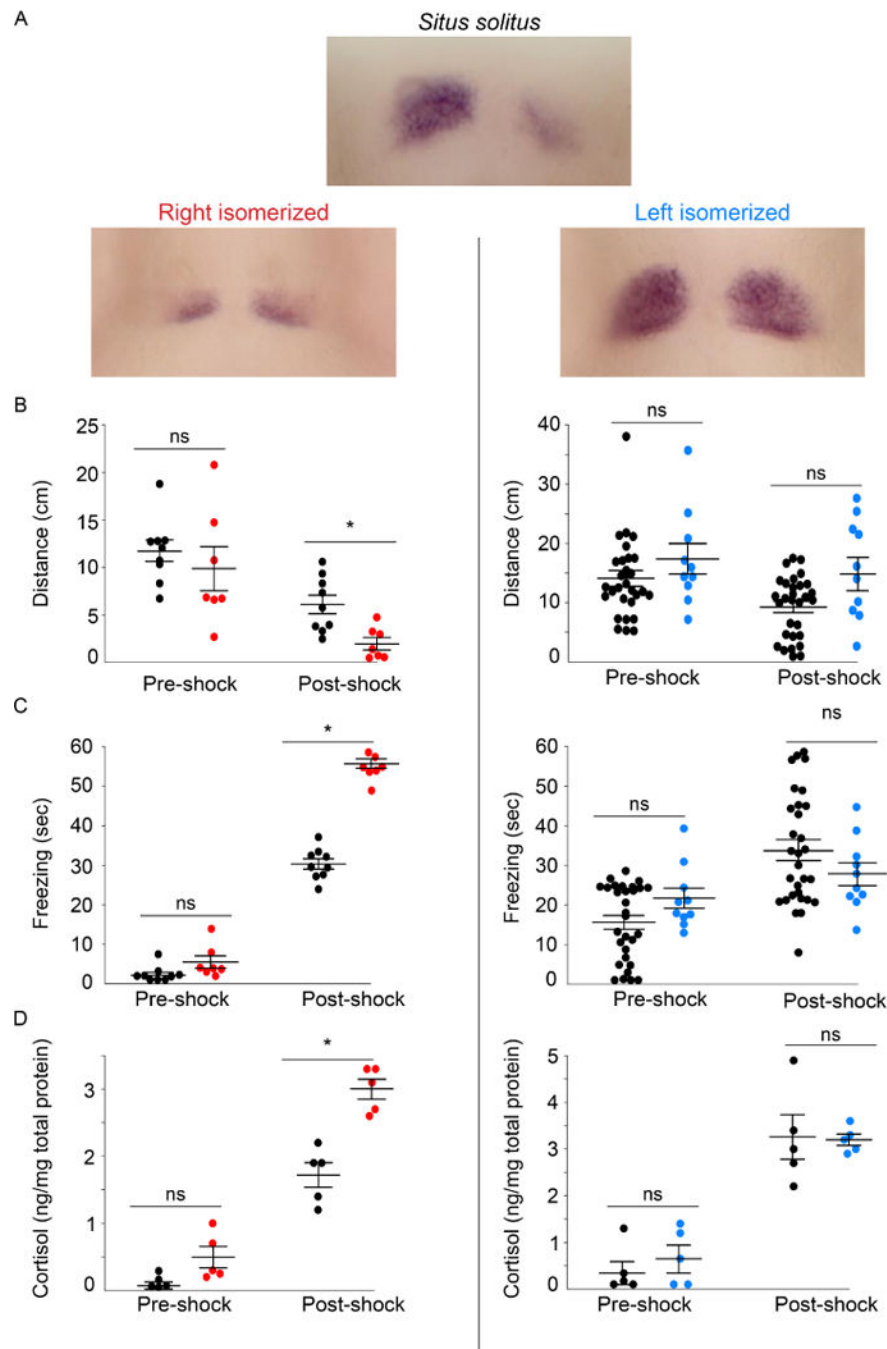 A
Situs solitus
Right isomerized
Left isomerized
B
25
20
15
10
5
0
Distance (cm)
ns
*
Pre-shock
Post-shock
40
30
20
10
0
Distance (cm)
ns
ns
Pre-shock
Post-shock
C
60
50
40
30
20
10
0
Freezing (sec)
ns
*
Pre-shock
Post-shock
60
50
40
30
20
10
0
Freezing (sec)
ns
ns
Pre-shock
Post-shock
D
3
2
1
0
Cortisol (ng/mg total protein)
ns
*
Pre-shock
Post-shock
5
4
3
2
1
0
Cortisol (ng/mg total protein)
ns
ns
Pre-shock
Post-shock